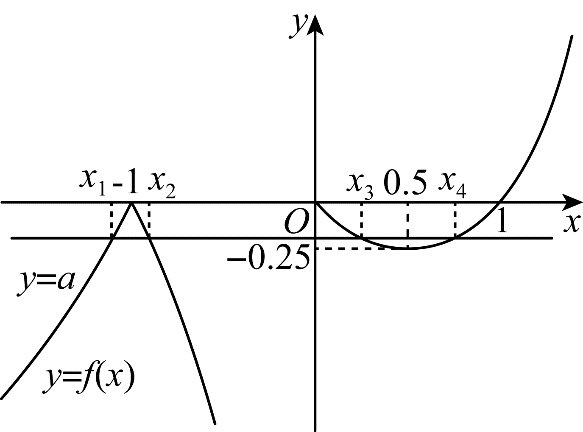 y
x₁ -1 x₂ x₃ 0.5 x₄
O 1 x
−0.25
y=a
y=f(x)